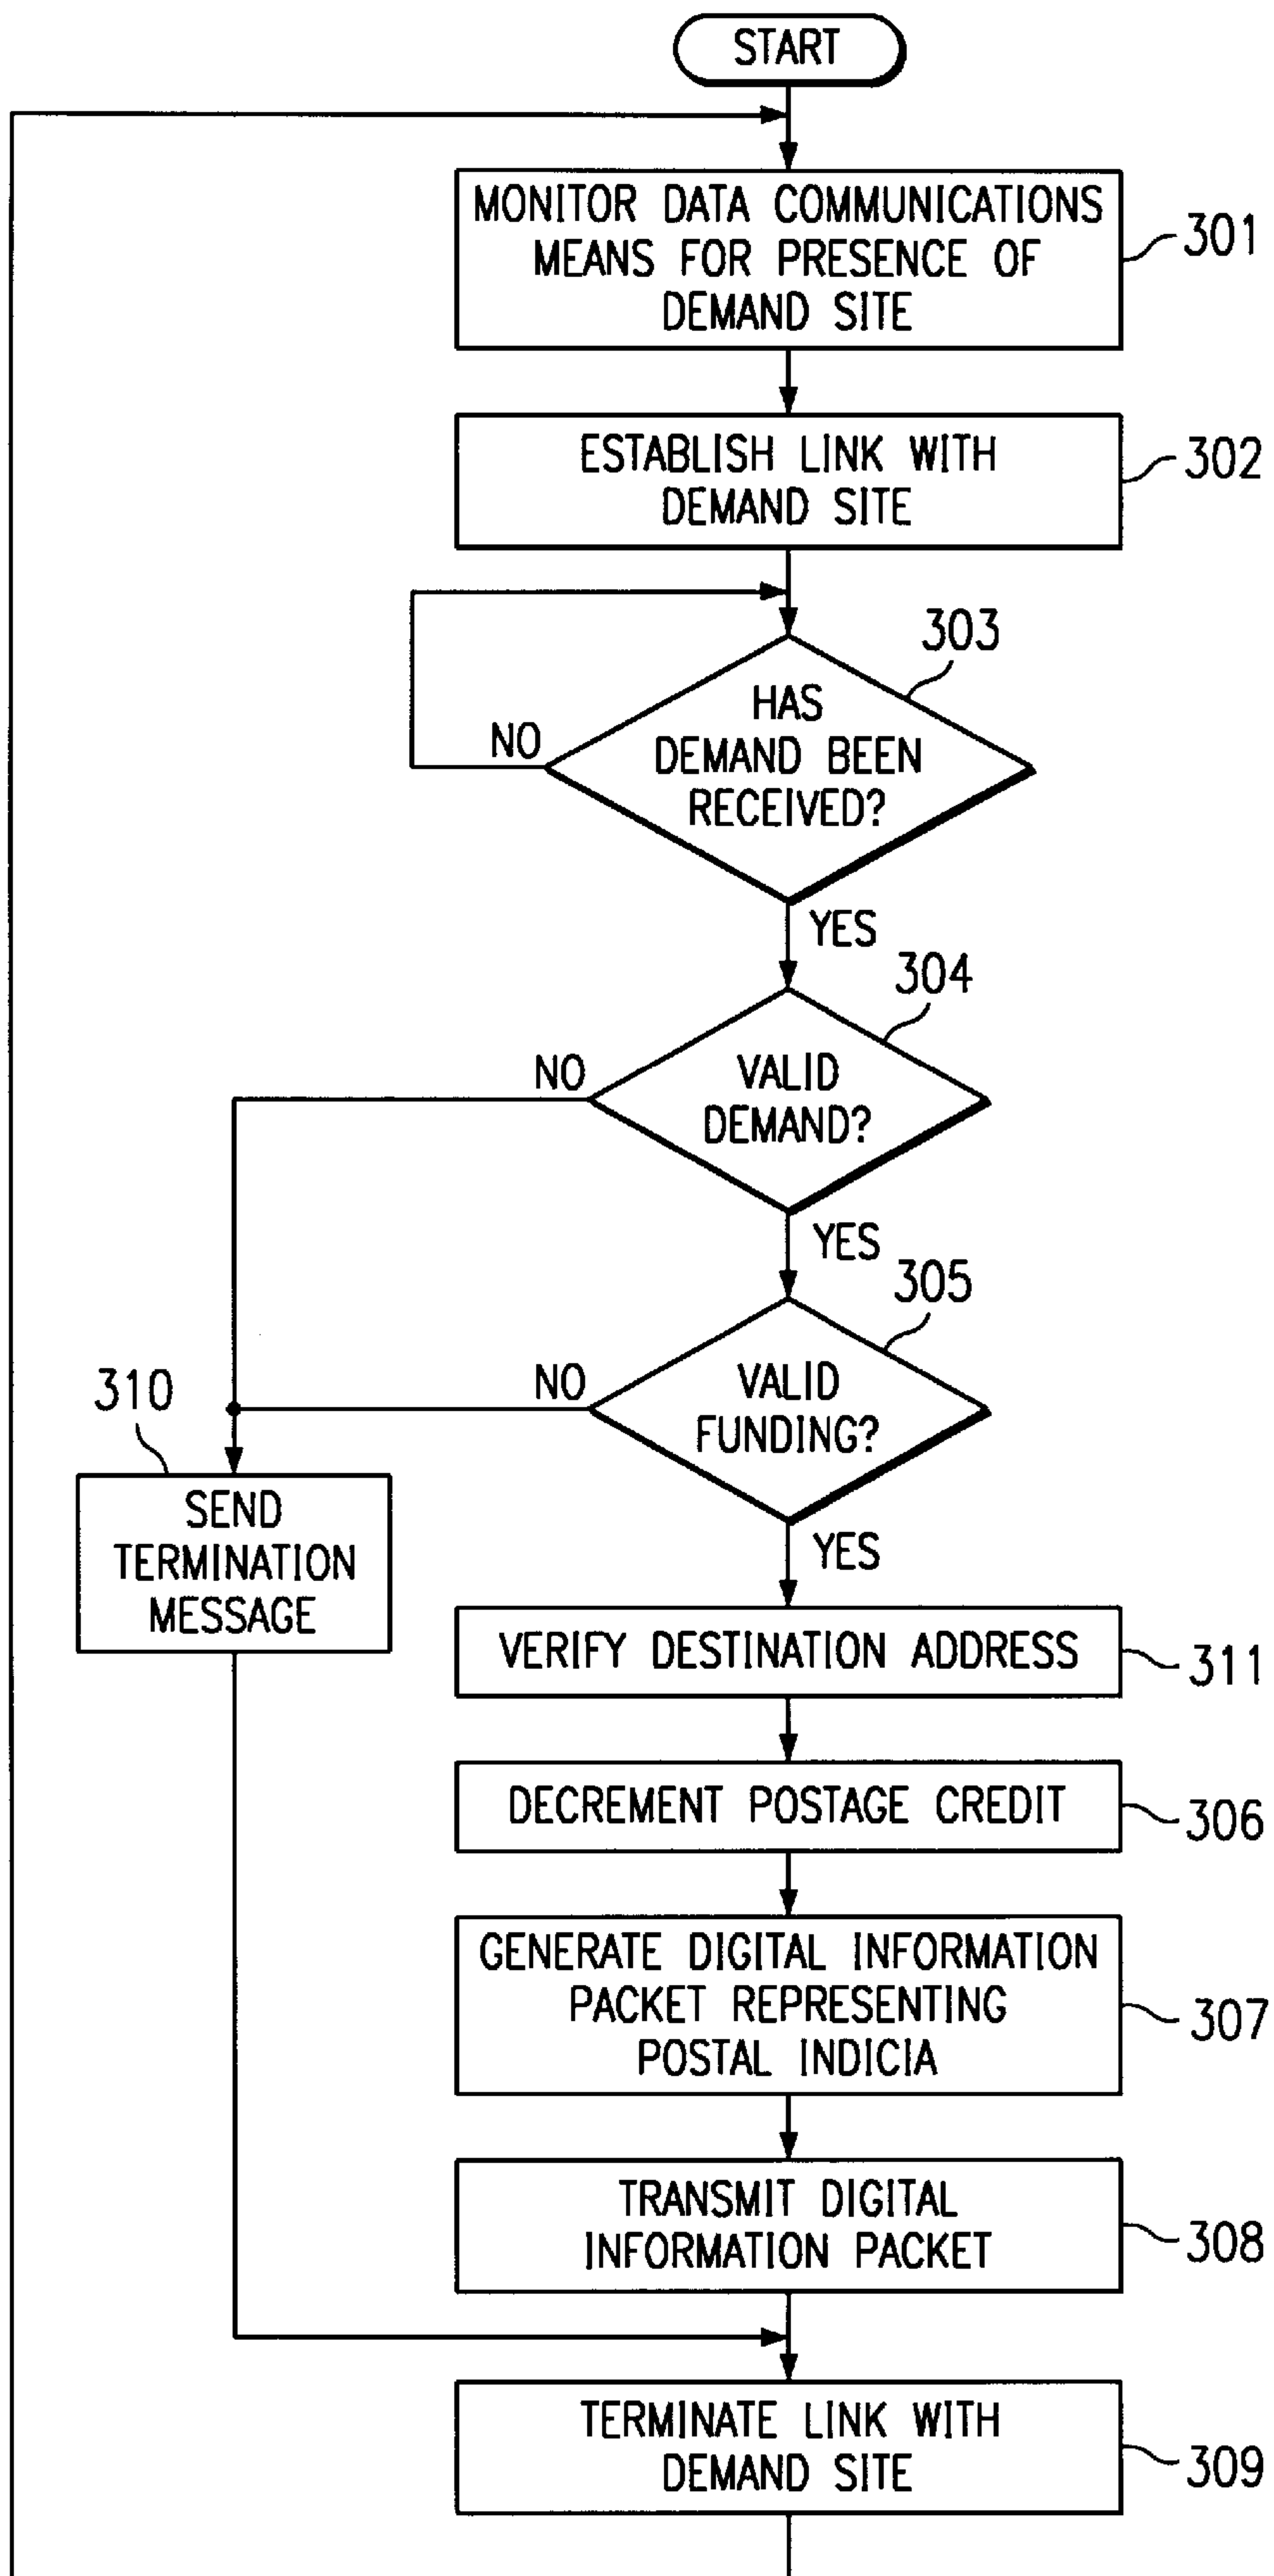 START
MONITOR DATA COMMUNICATIONS
MEANS FOR PRESENCE OF
DEMAND SITE
301
ESTABLISH LINK WITH
DEMAND SITE
302
303
HAS
DEMAND BEEN
RECEIVED?
NO
YES
304
VALID
DEMAND?
NO
YES
305
VALID
FUNDING?
NO
YES
310
SEND
TERMINATION
MESSAGE
VERIFY DESTINATION ADDRESS
311
DECREMENT POSTAGE CREDIT
306
GENERATE DIGITAL INFORMATION
PACKET REPRESENTING
POSTAL INDICIA
307
TRANSMIT DIGITAL
INFORMATION PACKET
308
TERMINATE LINK WITH
DEMAND SITE
309